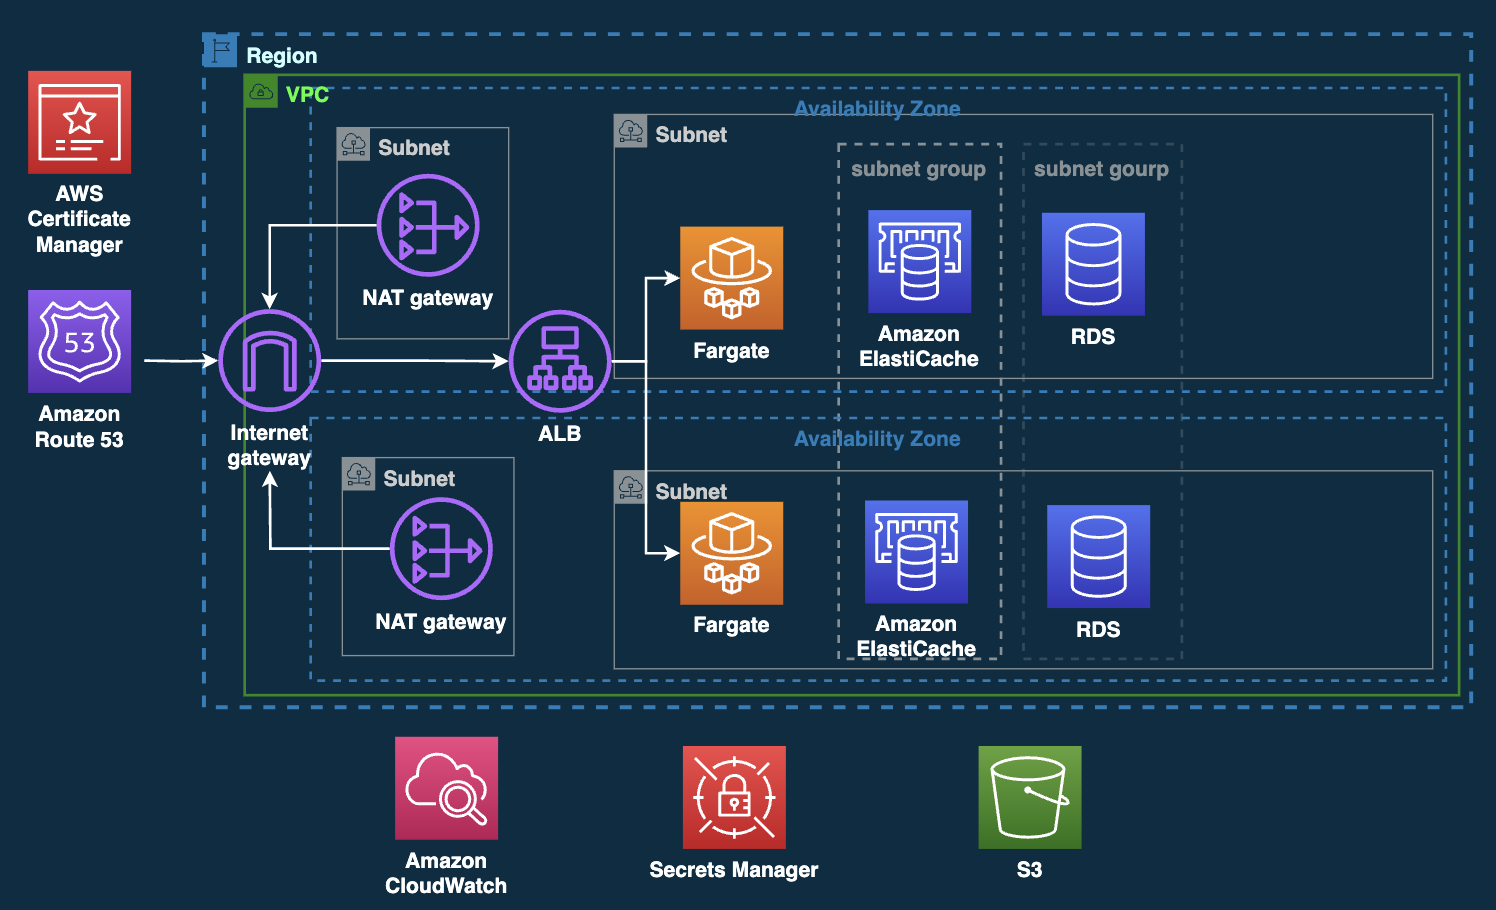 Region
VPC
Availability Zone
Subnet
Subnet
subnet group
subnet gourp
AWS
Certificate
Manager
NAT gateway
Fargate
Amazon
ElastiCache
RDS
53
Amazon
Route 53
Internet
gateway
ALB
Availability Zone
Subnet
Subnet
NAT gateway
Fargate
Amazon
ElastiCache
RDS
Amazon
CloudWatch
Secrets Manager
S3